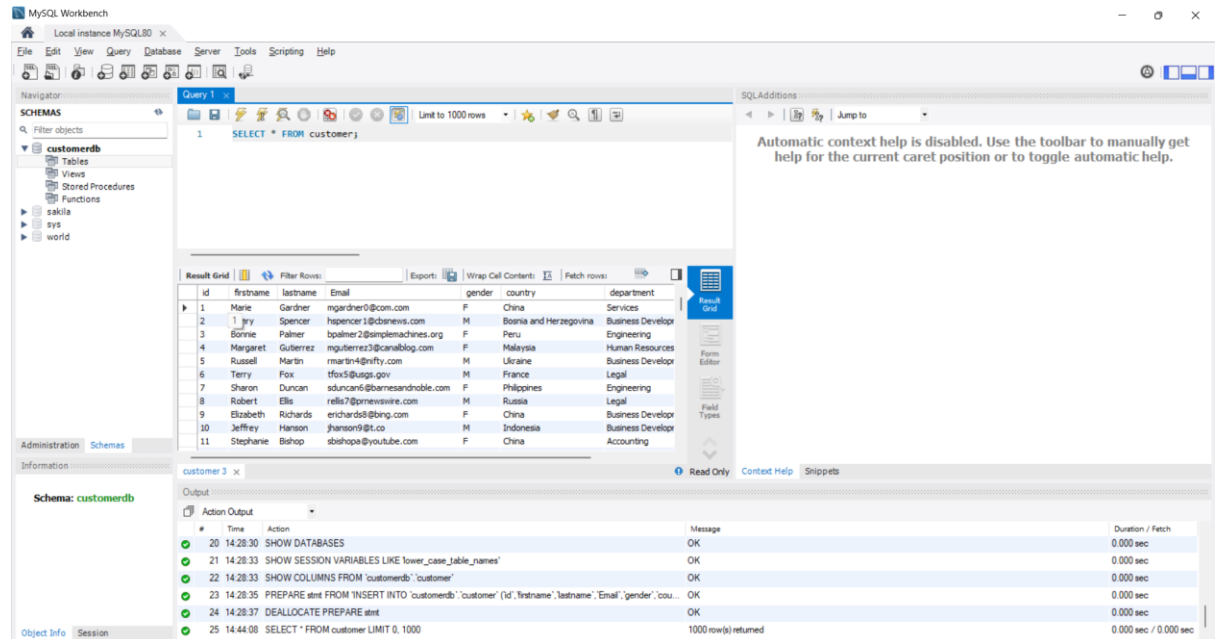 MySQL Workbench
Local instance MySQL80 ×
File Edit View Query Database Server Tools Scripting Help
Navigator
SCHEMAS
Filter objects
customerdb
Tables
Views
Stored Procedures
Functions
sakila
sys
world
Administration Schemas
Information
Schema: customerdb
Object Info Session
Query 1 ×
Limit to 1000 rows
1 SELECT * FROM customer;
Result Grid Filter Rows: Export: Wrap Cell Content: Fetch rows:
id firstname lastname Email gender country department
1 Marie Gardner mgardner0@com.com F China Services
2 1 ry Spencer hspencer1@cbsnews.com M Bosnia and Herzegovina Business Develop
3 Bonnie Palmer bpalmer2@simplemachines.org F Peru Engineering
4 Margaret Gutierrez mgutierrez3@canalblog.com F Malaysia Human Resources
5 Russell Martin rmartin4@nifty.com M Ukraine Business Develop
6 Terry Fox tfox5@usgs.gov M France Legal
7 Sharon Duncan sduncan6@barnesandnoble.com F Philippines Engineering
8 Robert Ellis rellis7@prnewswire.com M Russia Legal
9 Elizabeth Richards erichards8@bing.com F China Business Develop
10 Jeffrey Hanson jhanson9@t.co M Indonesia Business Develop
11 Stephanie Bishop sbishopa@youtube.com F China Accounting
Result
Grid
Form
Editor
Field
Types
customer 3 ×
Read Only
SQLAdditions
Jump to
Automatic context help is disabled. Use the toolbar to manually get
help for the current caret position or to toggle automatic help.
Context Help Snippets
Output
Action Output
# Time Action Message Duration / Fetch
20 14:28:30 SHOW DATABASES OK 0.000 sec
21 14:28:33 SHOW SESSION VARIABLES LIKE 'lower_case_table_names' OK 0.000 sec
22 14:28:33 SHOW COLUMNS FROM `customerdb`.`customer` OK 0.000 sec
23 14:28:35 PREPARE stmt FROM 'INSERT INTO `customerdb`.`customer` (`id`,`firstname`,`lastname`,`Email`,`gender`,`cou... OK 0.000 sec
24 14:28:37 DEALLOCATE PREPARE stmt OK 0.000 sec
25 14:44:08 SELECT * FROM customer LIMIT 0, 1000 1000 row(s) returned 0.000 sec / 0.000 sec